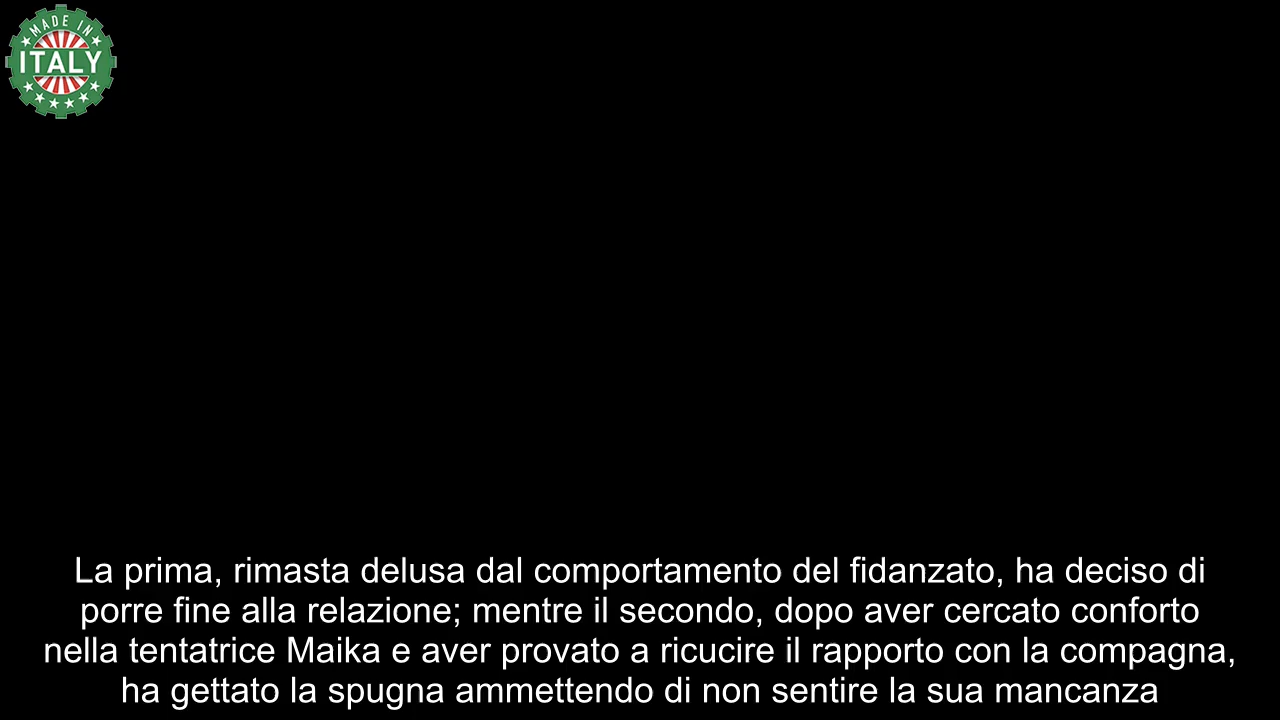 MADE IN
ITALY
La prima, rimasta delusa dal comportamento del fidanzato, ha deciso di
porre fine alla relazione; mentre il secondo, dopo aver cercato conforto
nella tentatrice Maika e aver provato a ricucire il rapporto con la compagna,
ha gettato la spugna ammettendo di non sentire la sua mancanza